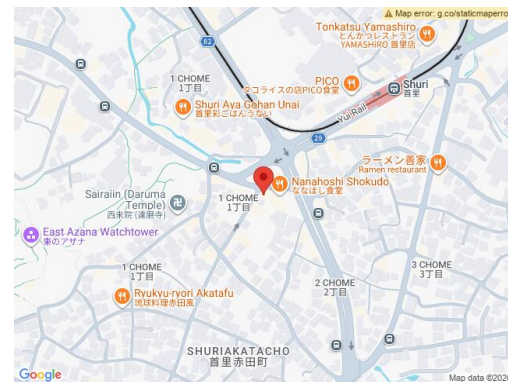 Map error: g.co/staticmaperro
Tonkatsu Yamashiro
とんかつレストラン
YAMASHiRO 首里店
82
1 CHOME
1丁目
PICO
タコライスの店PICO食堂
Shuri
首里
Shuri Aya Gohan Unai
首里彩ごはんうない
Yui Rail
29
ラーメン善家
Ramen restaurant
Nanahoshi Shokudo
ななほし食堂
Sairaiin (Daruma
Temple)
西来院 (達磨寺)
1 CHOME
1丁目
East Azana Watchtower
東のアザナ
1 CHOME
1丁目
3 CHOME
3丁目
2 CHOME
2丁目
Ryukyu-ryori Akatafu
琉球料理赤田風
SHURIAKATACHO
首里赤田町
Google
Map data ©2026